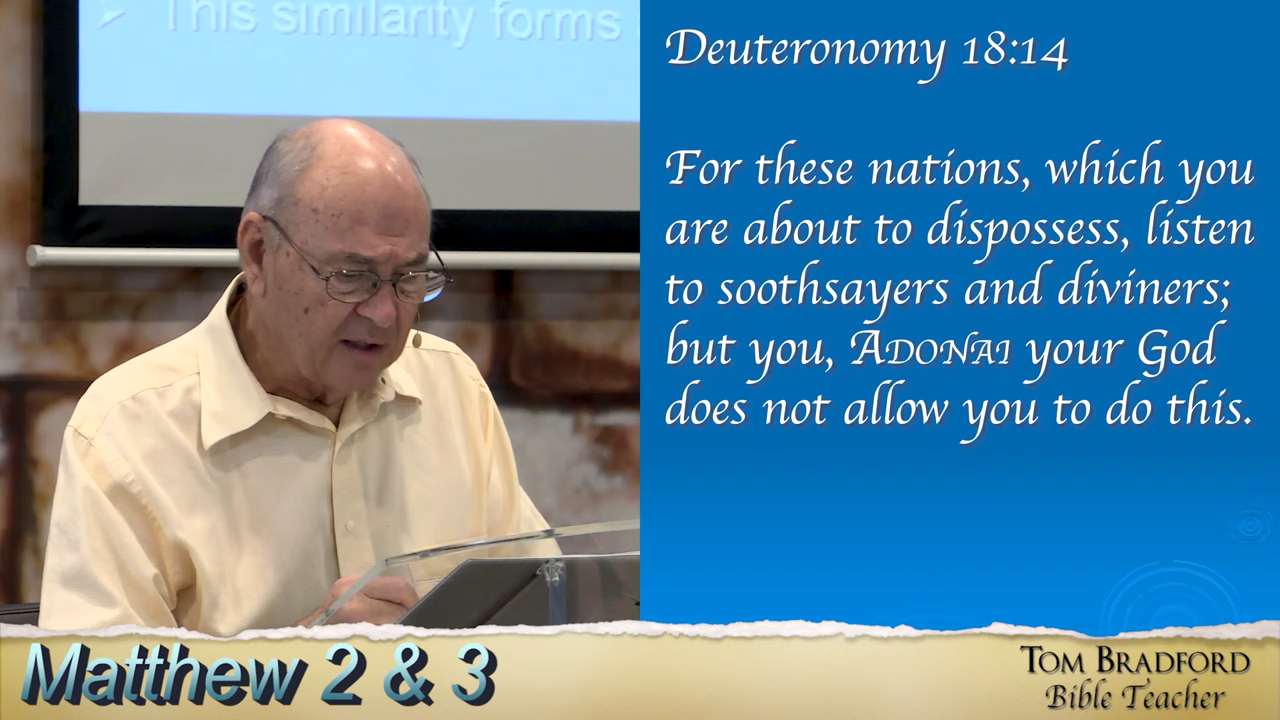 ➢ This similarity forms
Deuteronomy 18:14
For these nations, which you
are about to dispossess, listen
to soothsayers and diviners;
but you, ADONAI your God
does not allow you to do this.
Matthew 2 & 3
TOM BRADFORD
Bible Teacher